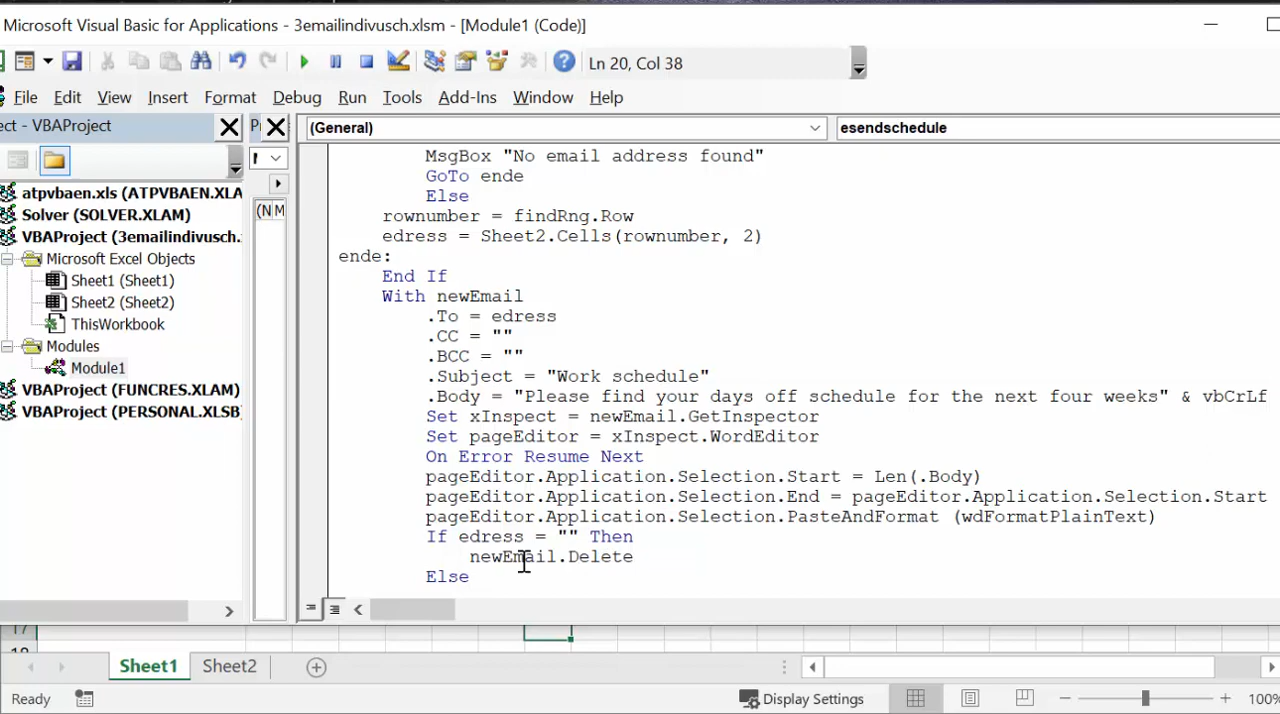 Microsoft Visual Basic for Applications - 3emailindivusch.xlsm - [Module1 (Code)]
Ln 20, Col 38
File Edit View Insert Format Debug Run Tools Add-Ins Window Help
ect - VBAProject
(General)
esendschedule
atpvbaen.xls (ATPVBAEN.XLA
Solver (SOLVER.XLAM)
VBAProject (3emailindivusch.
Microsoft Excel Objects
Sheet1 (Sheet1)
Sheet2 (Sheet2)
ThisWorkbook
Modules
Module1
VBAProject (FUNCRES.XLAM)
VBAProject (PERSONAL.XLSB
MsgBox "No email address found"
GoTo ende
Else
rownumber = findRng.Row
edress = Sheet2.Cells(rownumber, 2)
ende:
End If
With newEmail
.To = edress
.CC = ""
.BCC = ""
.Subject = "Work schedule"
.Body = "Please find your days off schedule for the next four weeks" & vbCrLf
Set xInspect = newEmail.GetInspector
Set pageEditor = xInspect.WordEditor
On Error Resume Next
pageEditor.Application.Selection.Start = Len(.Body)
pageEditor.Application.Selection.End = pageEditor.Application.Selection.Start
pageEditor.Application.Selection.PasteAndFormat (wdFormatPlainText)
If edress = "" Then
newEmail.Delete
Else
17
Sheet1 Sheet2
Ready
Display Settings
100%